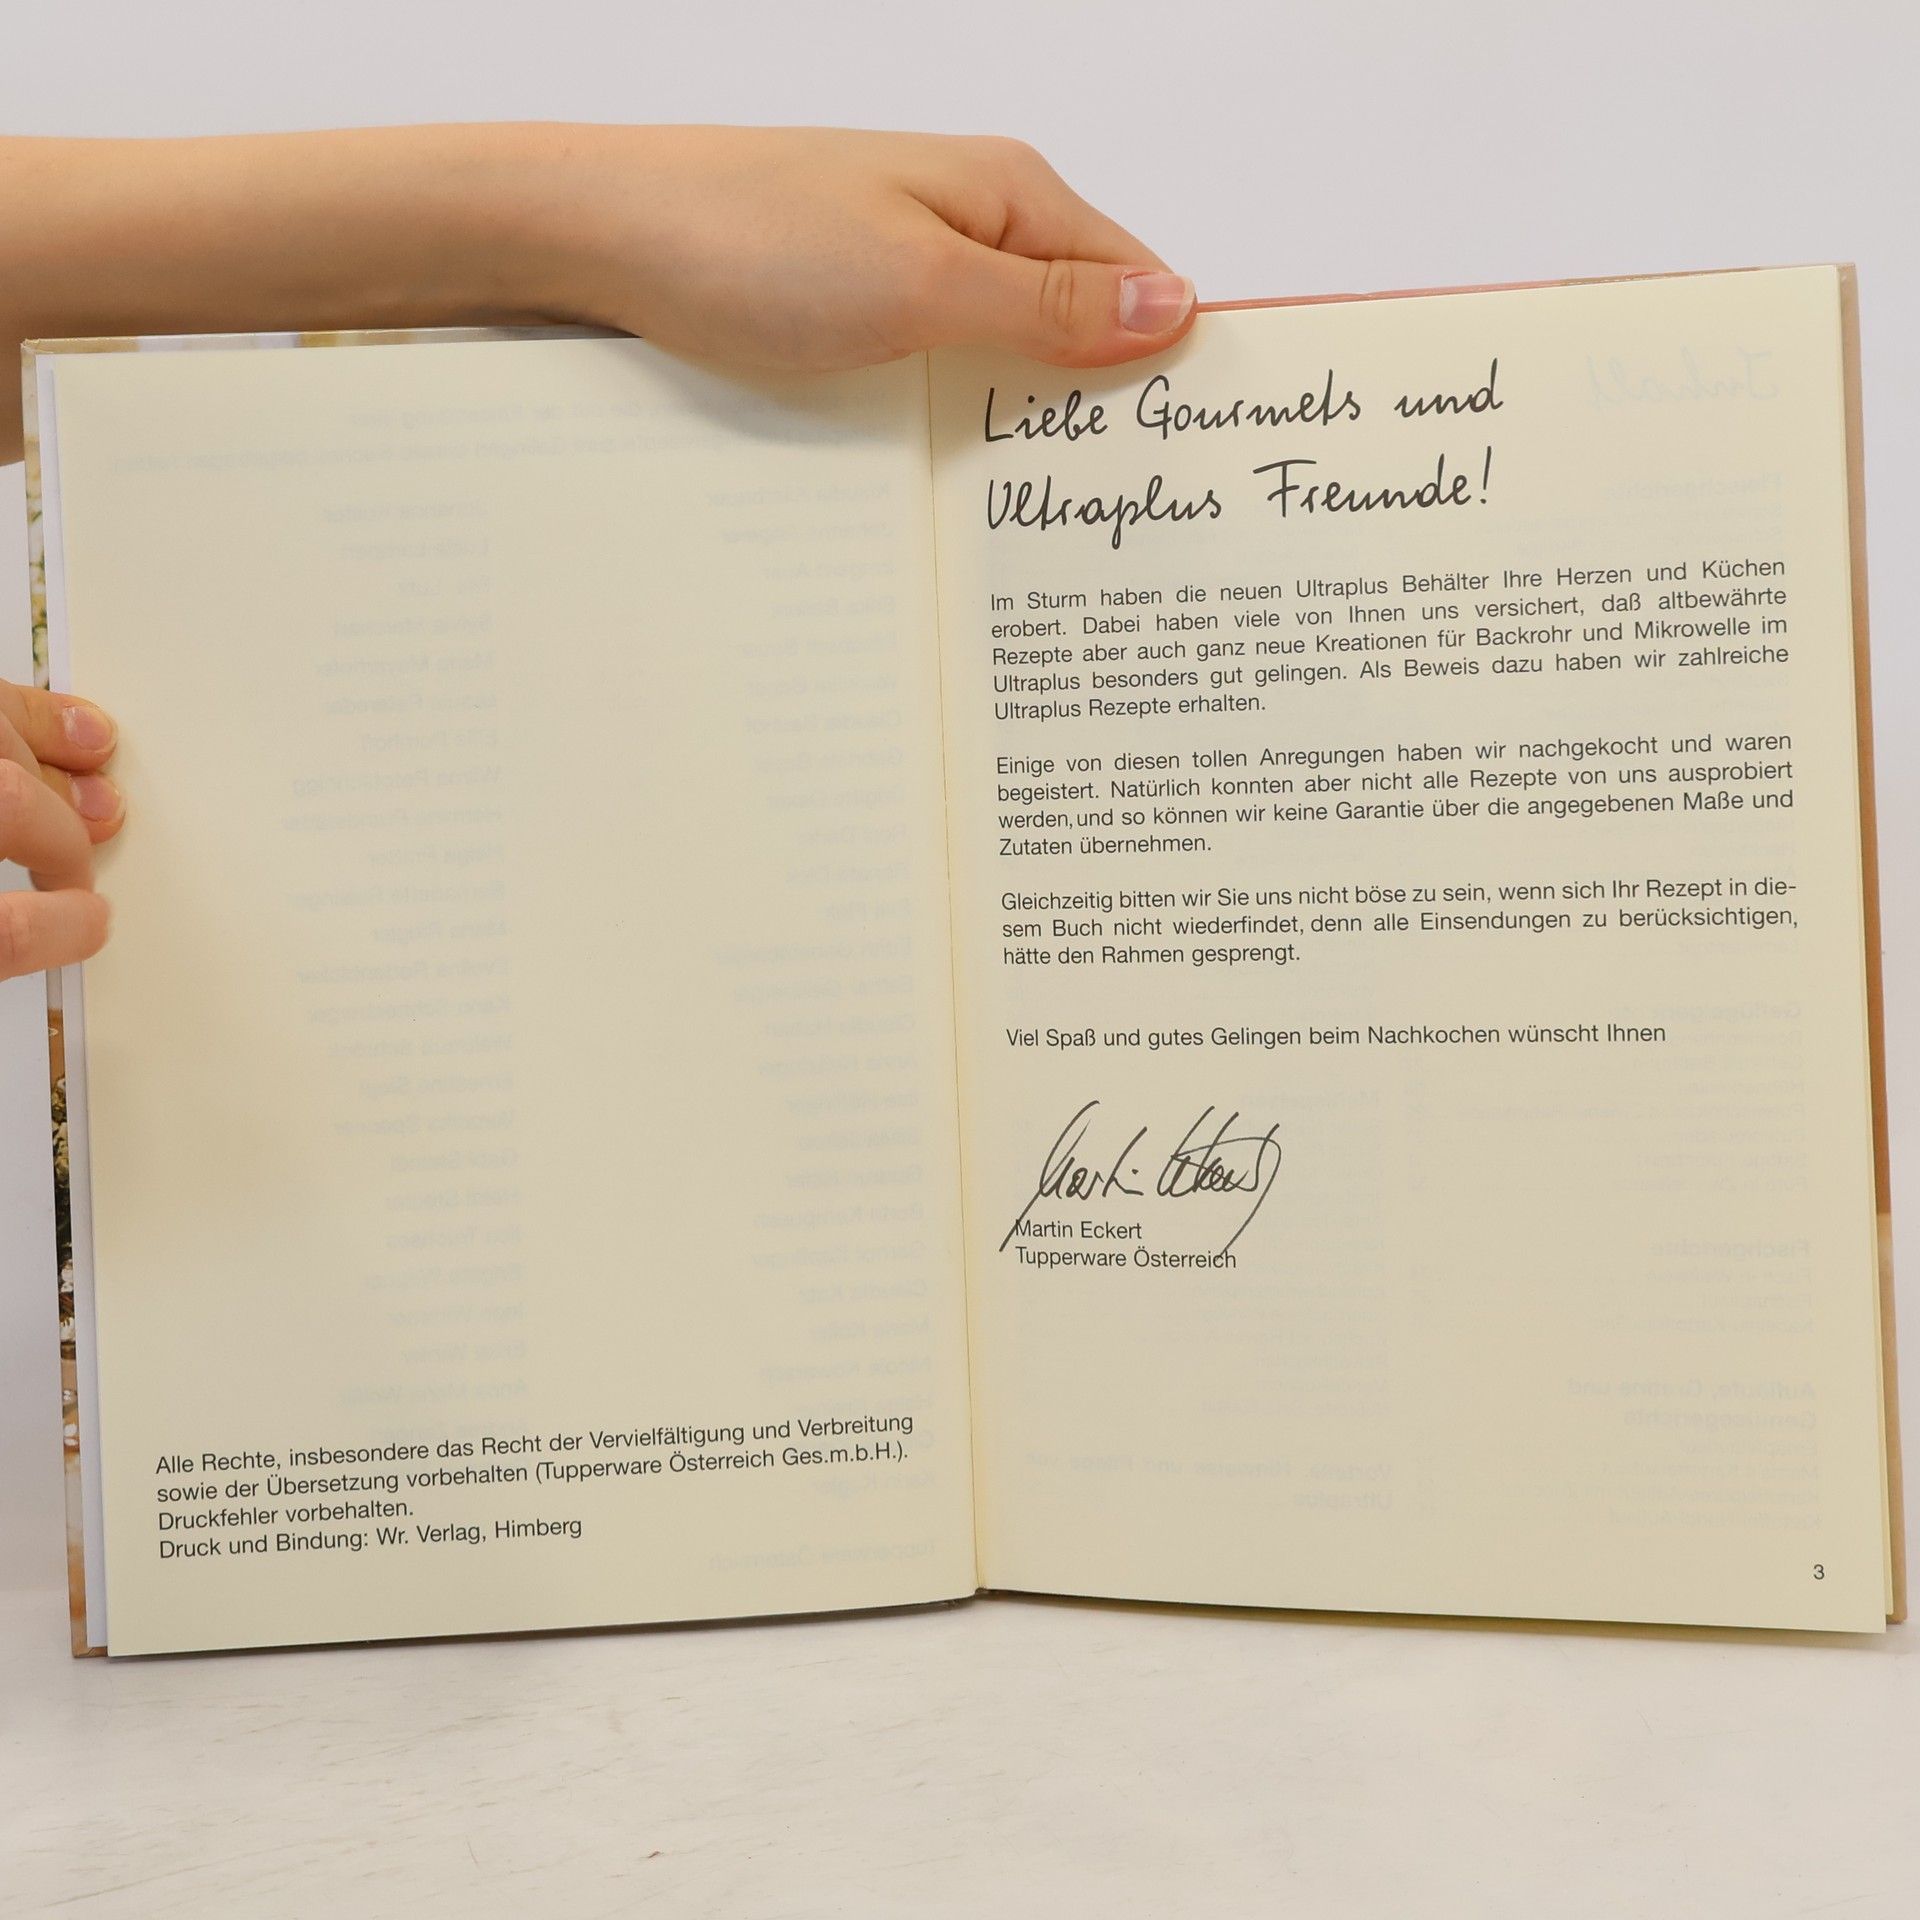 Alle Rechte, insbesondere das Recht der Vervielfältigung und Verbreitung
sowie der Übersetzung vorbehalten (Tupperware Österreich Ges.m.b.H.).
Druckfehler vorbehalten.
Druck und Bindung: Wr. Verlag, Himberg
Liebe Gourmets und
Ultraplus Freunde!
Im Sturm haben die neuen Ultraplus Behälter Ihre Herzen und Küchen
erobert. Dabei haben viele von Ihnen uns versichert, daß altbewährte
Rezepte aber auch ganz neue Kreationen für Backrohr und Mikrowelle im
Ultraplus besonders gut gelingen. Als Beweis dazu haben wir zahlreiche
Ultraplus Rezepte erhalten.
Einige von diesen tollen Anregungen haben wir nachgekocht und waren
begeistert. Natürlich konnten aber nicht alle Rezepte von uns ausprobiert
werden, und so können wir keine Garantie über die angegebenen Maße und
Zutaten übernehmen.
Gleichzeitig bitten wir Sie uns nicht böse zu sein, wenn sich Ihr Rezept in die-
sem Buch nicht wiederfindet, denn alle Einsendungen zu berücksichtigen,
hätte den Rahmen gesprengt.
Viel Spaß und gutes Gelingen beim Nachkochen wünscht Ihnen
Martin Eckert
Martin Eckert
Tupperware Österreich
3